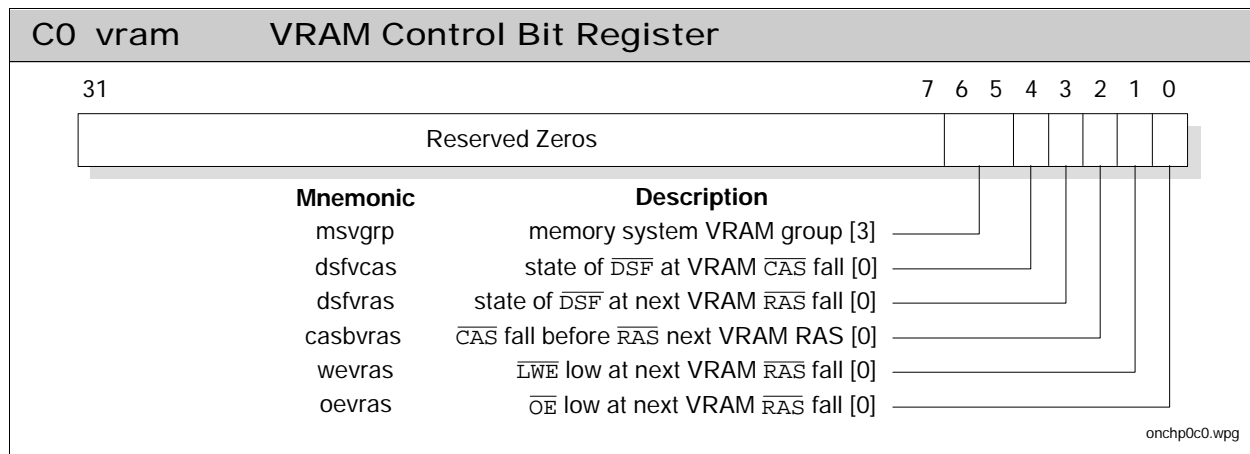 C0 vram VRAM Control Bit Register
31 7 6 5 4 3 2 1 0
Reserved Zeros
Mnemonic Description
msvgrp memory system VRAM group [3]
dsfvcas state of DSF at VRAM CAS fall [0]
dsfvras state of DSF at next VRAM RAS fall [0]
casbvras CAS fall before RAS next VRAM RAS [0]
wevras LWE low at next VRAM RAS fall [0]
oevras OE low at next VRAM RAS fall [0]
onchp0c0.wpg